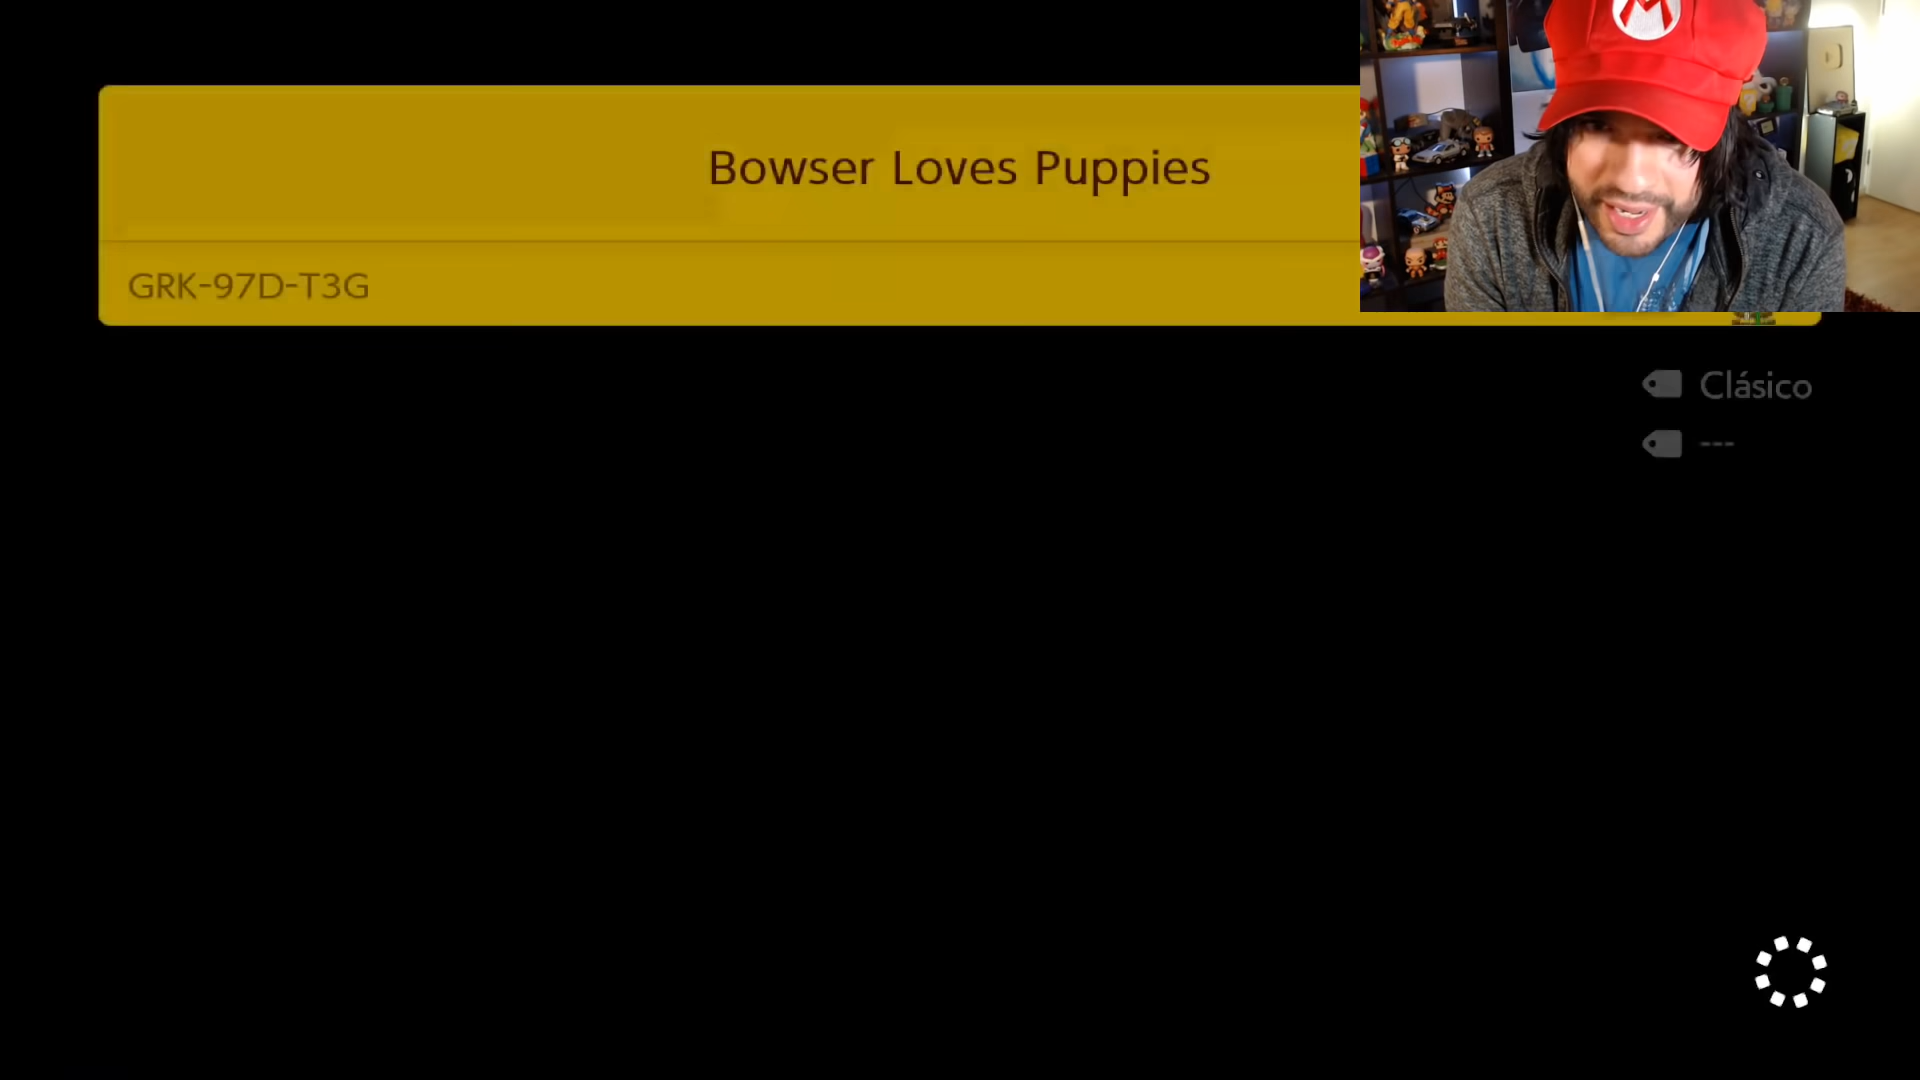 Bowser Loves Puppies
GRK-97D-T3G
M
Clásico
---